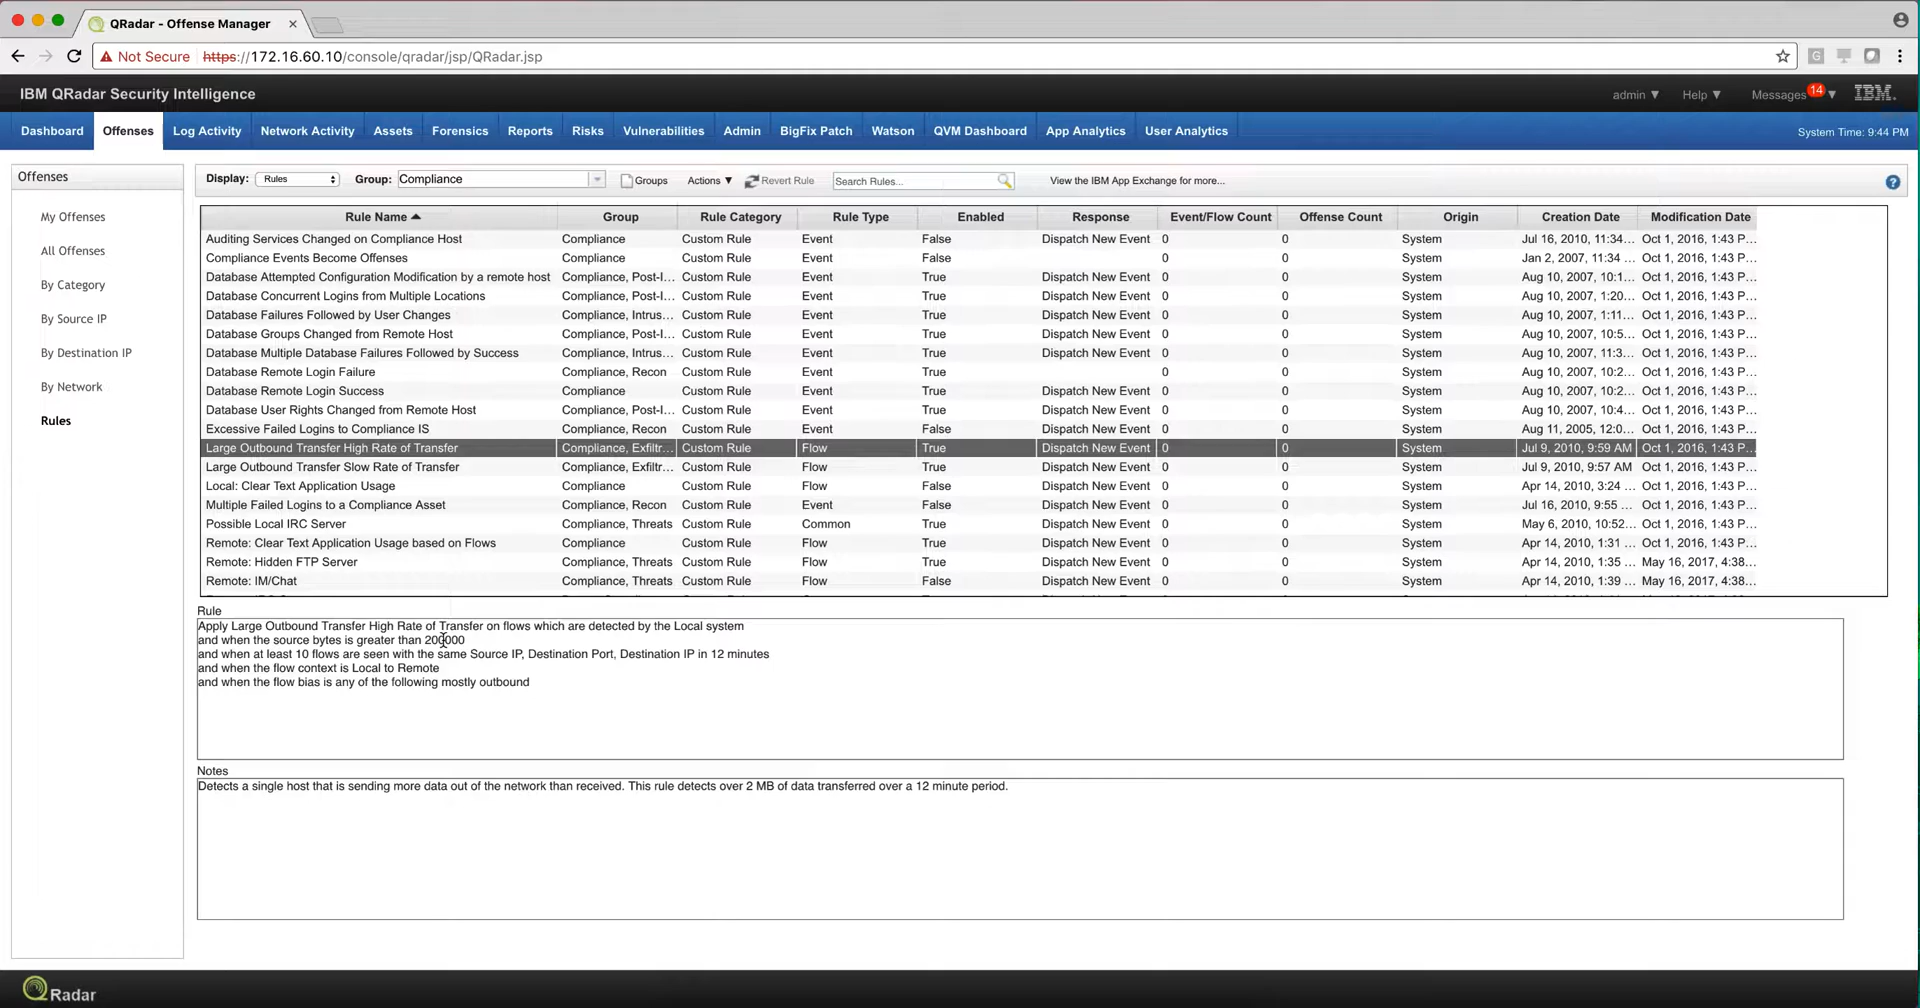 QRadar - Offense Manager
Not Secure https://172.16.60.10/console/qradar/jsp/QRadar.jsp
IBM QRadar Security Intelligence
admin Help Messages 14 IBM.
Dashboard Offenses Log Activity Network Activity Assets Forensics Reports Risks Vulnerabilities Admin BigFix Patch Watson QVM Dashboard App Analytics User Analytics System Time: 9:44 PM
Offenses
My Offenses
All Offenses
By Category
By Source IP
By Destination IP
By Network
Rules
Display: Rules Group: Compliance Groups Actions Revert Rule Search Rules... View the IBM App Exchange for more...
Rule Name Group Rule Category Rule Type Enabled Response Event/Flow Count Offense Count Origin Creation Date Modification Date
Auditing Services Changed on Compliance Host Compliance Custom Rule Event False Dispatch New Event 0 0 System Jul 16, 2010, 11:34... Oct 1, 2016, 1:43 P...
Compliance Events Become Offenses Compliance Custom Rule Event False 0 0 System Jan 2, 2007, 11:34 ... Oct 1, 2016, 1:43 P...
Database Attempted Configuration Modification by a remote host Compliance, Post-I... Custom Rule Event True Dispatch New Event 0 0 System Aug 10, 2007, 10:1... Oct 1, 2016, 1:43 P...
Database Concurrent Logins from Multiple Locations Compliance, Post-I... Custom Rule Event True Dispatch New Event 0 0 System Aug 10, 2007, 1:20... Oct 1, 2016, 1:43 P...
Database Failures Followed by User Changes Compliance, Intrus... Custom Rule Event True Dispatch New Event 0 0 System Aug 10, 2007, 1:11... Oct 1, 2016, 1:43 P...
Database Groups Changed from Remote Host Compliance, Post-I... Custom Rule Event True Dispatch New Event 0 0 System Aug 10, 2007, 10:5... Oct 1, 2016, 1:43 P...
Database Multiple Database Failures Followed by Success Compliance, Intrus... Custom Rule Event True Dispatch New Event 0 0 System Aug 10, 2007, 11:3... Oct 1, 2016, 1:43 P...
Database Remote Login Failure Compliance, Recon Custom Rule Event True 0 0 System Aug 10, 2007, 10:2... Oct 1, 2016, 1:43 P...
Database Remote Login Success Compliance Custom Rule Event True Dispatch New Event 0 0 System Aug 10, 2007, 10:2... Oct 1, 2016, 1:43 P...
Database User Rights Changed from Remote Host Compliance, Post-I... Custom Rule Event True Dispatch New Event 0 0 System Aug 10, 2007, 10:4... Oct 1, 2016, 1:43 P...
Excessive Failed Logins to Compliance IS Compliance, Recon Custom Rule Event False Dispatch New Event 0 0 System Aug 11, 2005, 12:0... Oct 1, 2016, 1:43 P...
Large Outbound Transfer High Rate of Transfer Compliance, Exfiltr... Custom Rule Flow True Dispatch New Event 0 0 System Jul 9, 2010, 9:59 AM Oct 1, 2016, 1:43 P...
Large Outbound Transfer Slow Rate of Transfer Compliance, Exfiltr... Custom Rule Flow True Dispatch New Event 0 0 System Jul 9, 2010, 9:57 AM Oct 1, 2016, 1:43 P...
Local: Clear Text Application Usage Compliance Custom Rule Flow False Dispatch New Event 0 0 System Apr 14, 2010, 3:24 ... Oct 1, 2016, 1:43 P...
Multiple Failed Logins to a Compliance Asset Compliance, Recon Custom Rule Event False Dispatch New Event 0 0 System Jul 16, 2010, 9:55 ... Oct 1, 2016, 1:43 P...
Possible Local IRC Server Compliance, Threats Custom Rule Common True Dispatch New Event 0 0 System May 6, 2010, 10:52... Oct 1, 2016, 1:43 P...
Remote: Clear Text Application Usage based on Flows Compliance Custom Rule Flow True Dispatch New Event 0 0 System Apr 14, 2010, 1:31 ... Oct 1, 2016, 1:43 P...
Remote: Hidden FTP Server Compliance, Threats Custom Rule Flow True Dispatch New Event 0 0 System Apr 14, 2010, 1:35 ... May 16, 2017, 4:38...
Remote: IM/Chat Compliance, Threats Custom Rule Flow False Dispatch New Event 0 0 System Apr 14, 2010, 1:39 ... May 16, 2017, 4:38...
Rule
Apply Large Outbound Transfer High Rate of Transfer on flows which are detected by the Local system
and when the source bytes is greater than 200000
and when at least 10 flows are seen with the same Source IP, Destination Port, Destination IP in 12 minutes
and when the flow context is Local to Remote
and when the flow bias is any of the following mostly outbound
Notes
Detects a single host that is sending more data out of the network than received. This rule detects over 2 MB of data transferred over a 12 minute period.
QRadar